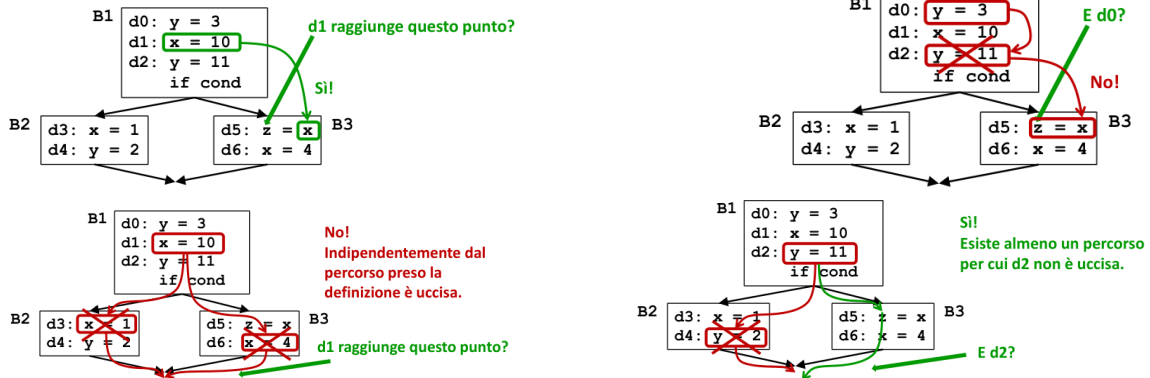 B1
d0: y = 3
d1: x = 10
d2: y = 11
if cond
d1 raggiunge questo punto?
Sì!
B2
d3: x = 1
d4: y = 2
d5: z = x
d6: x = 4
B3
B1
d0: y = 3
d1: x = 10
d2: y = 11
if cond
E d0?
No!
B2
d3: x = 1
d4: y = 2
d5: z = x
d6: x = 4
B3
B1
d0: y = 3
d1: x = 10
d2: y = 11
if cond
No!
Indipendentemente dal
percorso preso la
definizione è uccisa.
B2
d3: x = 1
d4: y = 2
d5: z = x
d6: x = 4
B3
d1 raggiunge questo punto?
B1
d0: y = 3
d1: x = 10
d2: y = 11
if cond
Sì!
Esiste almeno un percorso
per cui d2 non è uccisa.
B2
d3: x = 1
d4: y = 2
d5: z = x
d6: x = 4
B3
E d2?